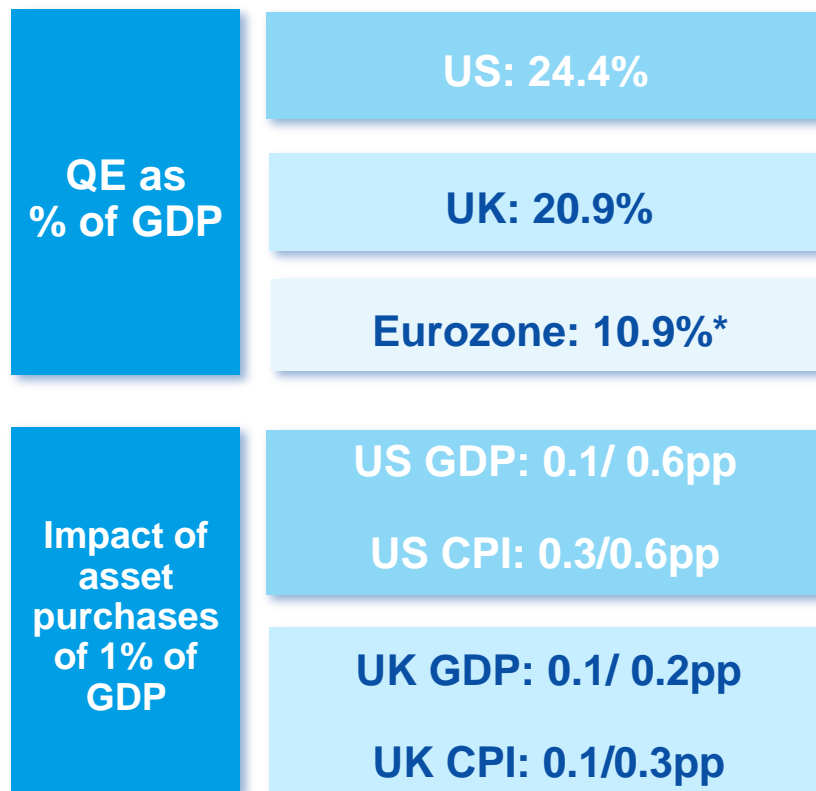 QE as
% of GDP
US: 24.4%
UK: 20.9%
Eurozone: 10.9%*
Impact of
asset
purchases
of 1% of
GDP
US GDP: 0.1/ 0.6pp
US CPI: 0.3/0.6pp
UK GDP: 0.1/ 0.2pp
UK CPI: 0.1/0.3pp